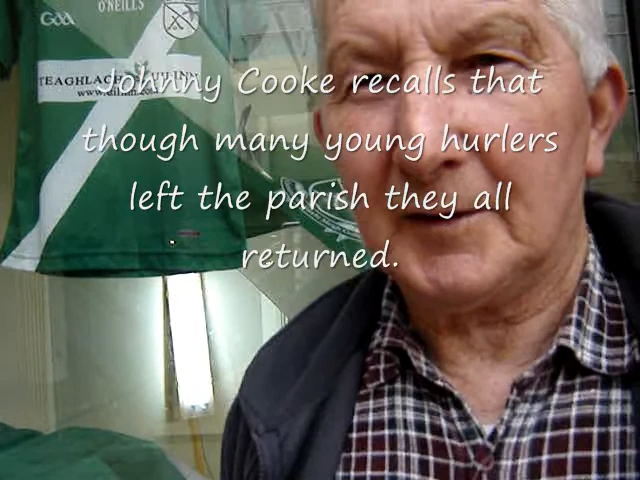 GAA
O'NEILLS
TEAGHLACH
Johnny Cooke recalls that
though many young hurlers
left the parish they all
returned.